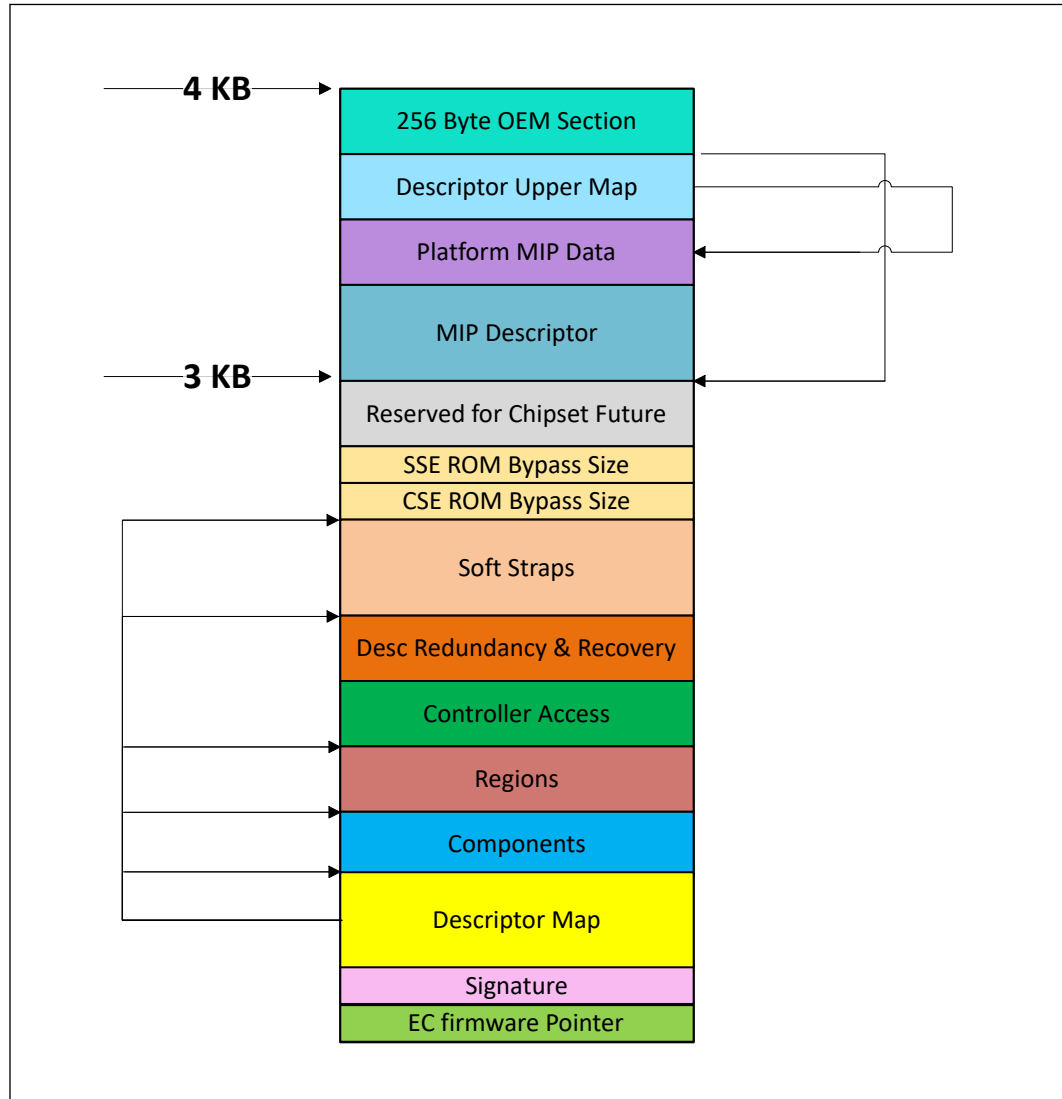 4 KB
256 Byte OEM Section
Descriptor Upper Map
Platform MIP Data
MIP Descriptor
3 KB
Reserved for Chipset Future
SSE ROM Bypass Size
CSE ROM Bypass Size
Soft Straps
Desc Redundancy & Recovery
Controller Access
Regions
Components
Descriptor Map
Signature
EC firmware Pointer